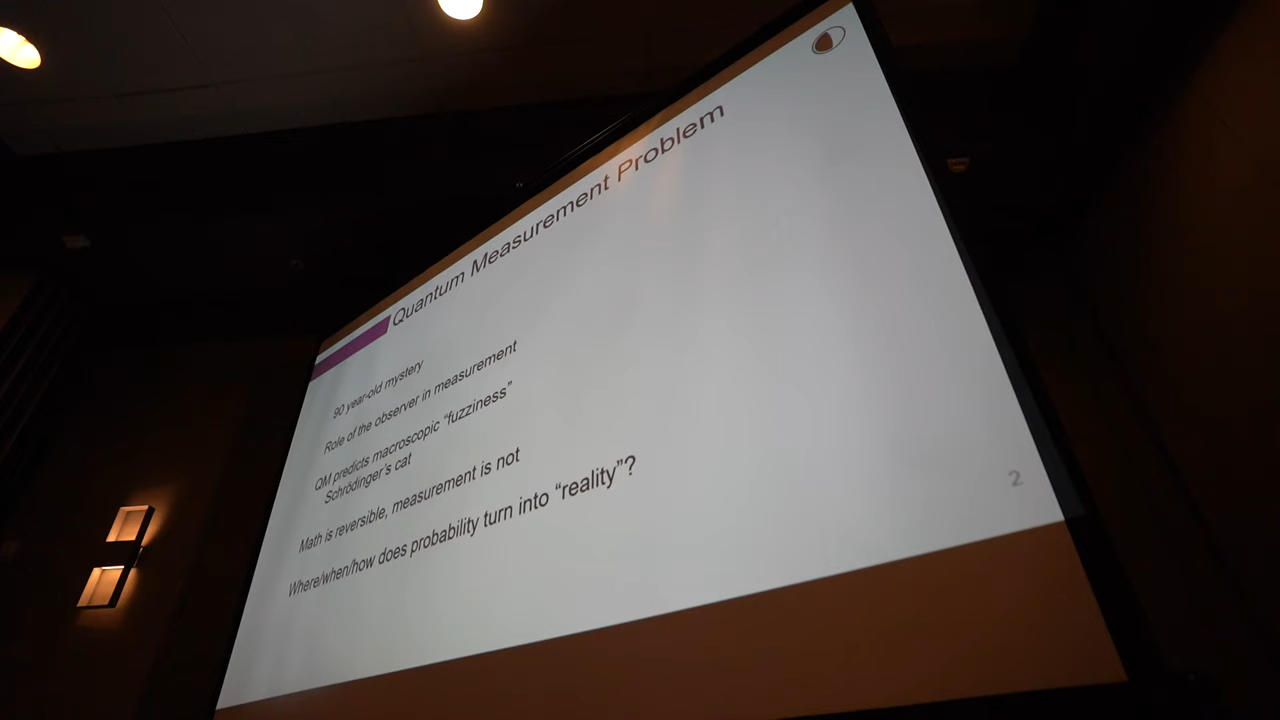 Quantum Measurement Problem
90 year-old mystery
Role of the observer in measurement
QM predicts macroscopic “fuzziness”
Schrödinger’s cat
Math is reversible, measurement is not
Where/when/how does probability turn into “reality”?
2